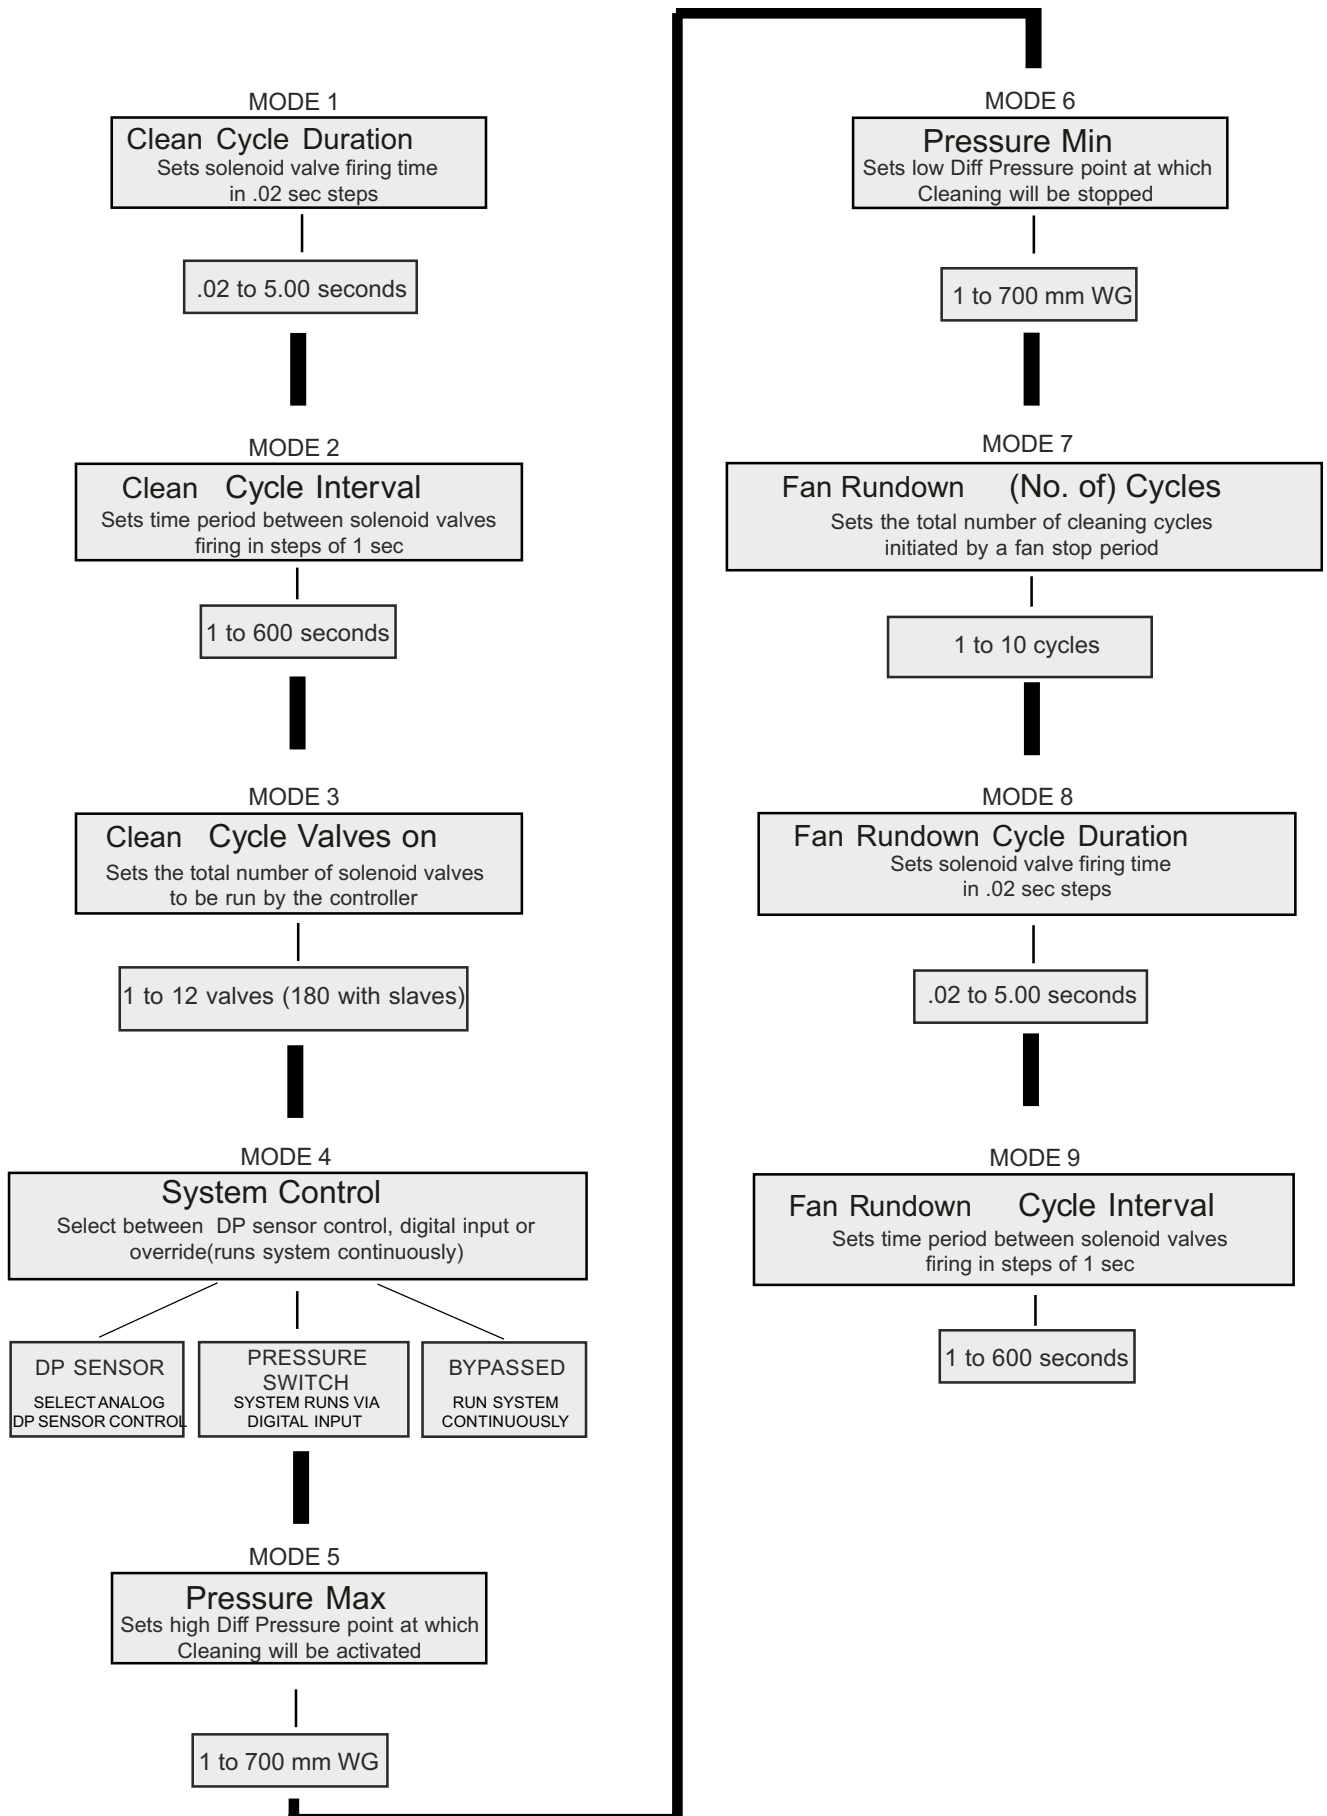 MODE 1
Clean Cycle Duration
Sets solenoid valve firing time
in .02 sec steps
.02 to 5.00 seconds
MODE 2
Clean Cycle Interval
Sets time period between solenoid valves
firing in steps of 1 sec
1 to 600 seconds
MODE 3
Clean Cycle Valves on
Sets the total number of solenoid valves
to be run by the controller
1 to 12 valves (180 with slaves)
MODE 4
System Control
Select between DP sensor control, digital input or
override(runs system continuously)
DP SENSOR
SELECT ANALOG
DP SENSOR CONTROL
PRESSURE
SWITCH
SYSTEM RUNS VIA
DIGITAL INPUT
BYPASSED
RUN SYSTEM
CONTINUOUSLY
MODE 5
Pressure Max
Sets high Diff Pressure point at which
Cleaning will be activated
1 to 700 mm WG
MODE 6
Pressure Min
Sets low Diff Pressure point at which
Cleaning will be stopped
1 to 700 mm WG
MODE 7
Fan Rundown (No. of) Cycles
Sets the total number of cleaning cycles
initiated by a fan stop period
1 to 10 cycles
MODE 8
Fan Rundown Cycle Duration
Sets solenoid valve firing time
in .02 sec steps
.02 to 5.00 seconds
MODE 9
Fan Rundown Cycle Interval
Sets time period between solenoid valves
firing in steps of 1 sec
1 to 600 seconds